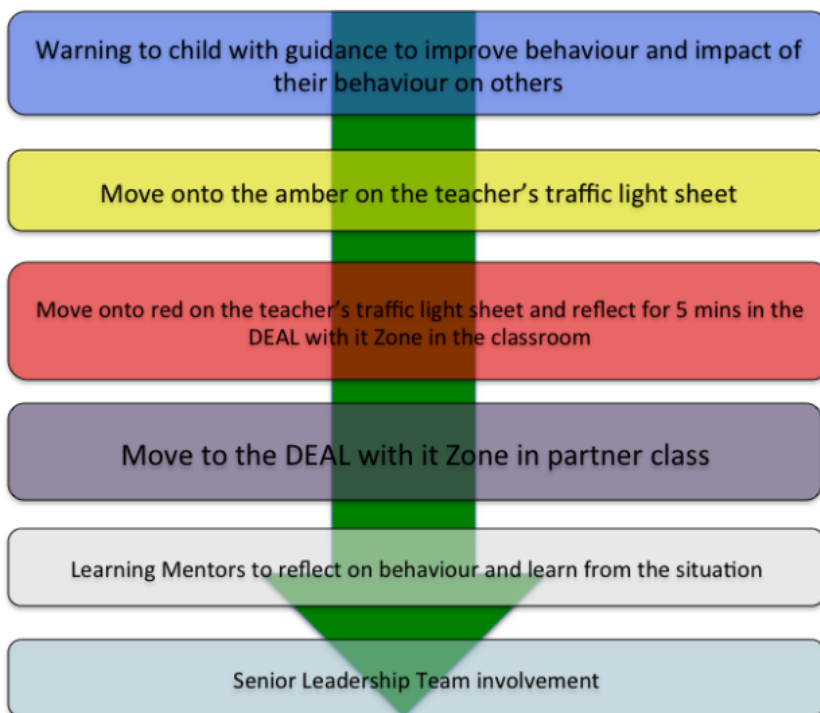 Warning to child with guidance to improve behaviour and impact of
their behaviour on others
Move onto the amber on the teacher’s traffic light sheet
Move onto red on the teacher’s traffic light sheet and reflect for 5 mins in the
DEAL with it Zone in the classroom
Move to the DEAL with it Zone in partner class
Learning Mentors to reflect on behaviour and learn from the situation
Senior Leadership Team involvement